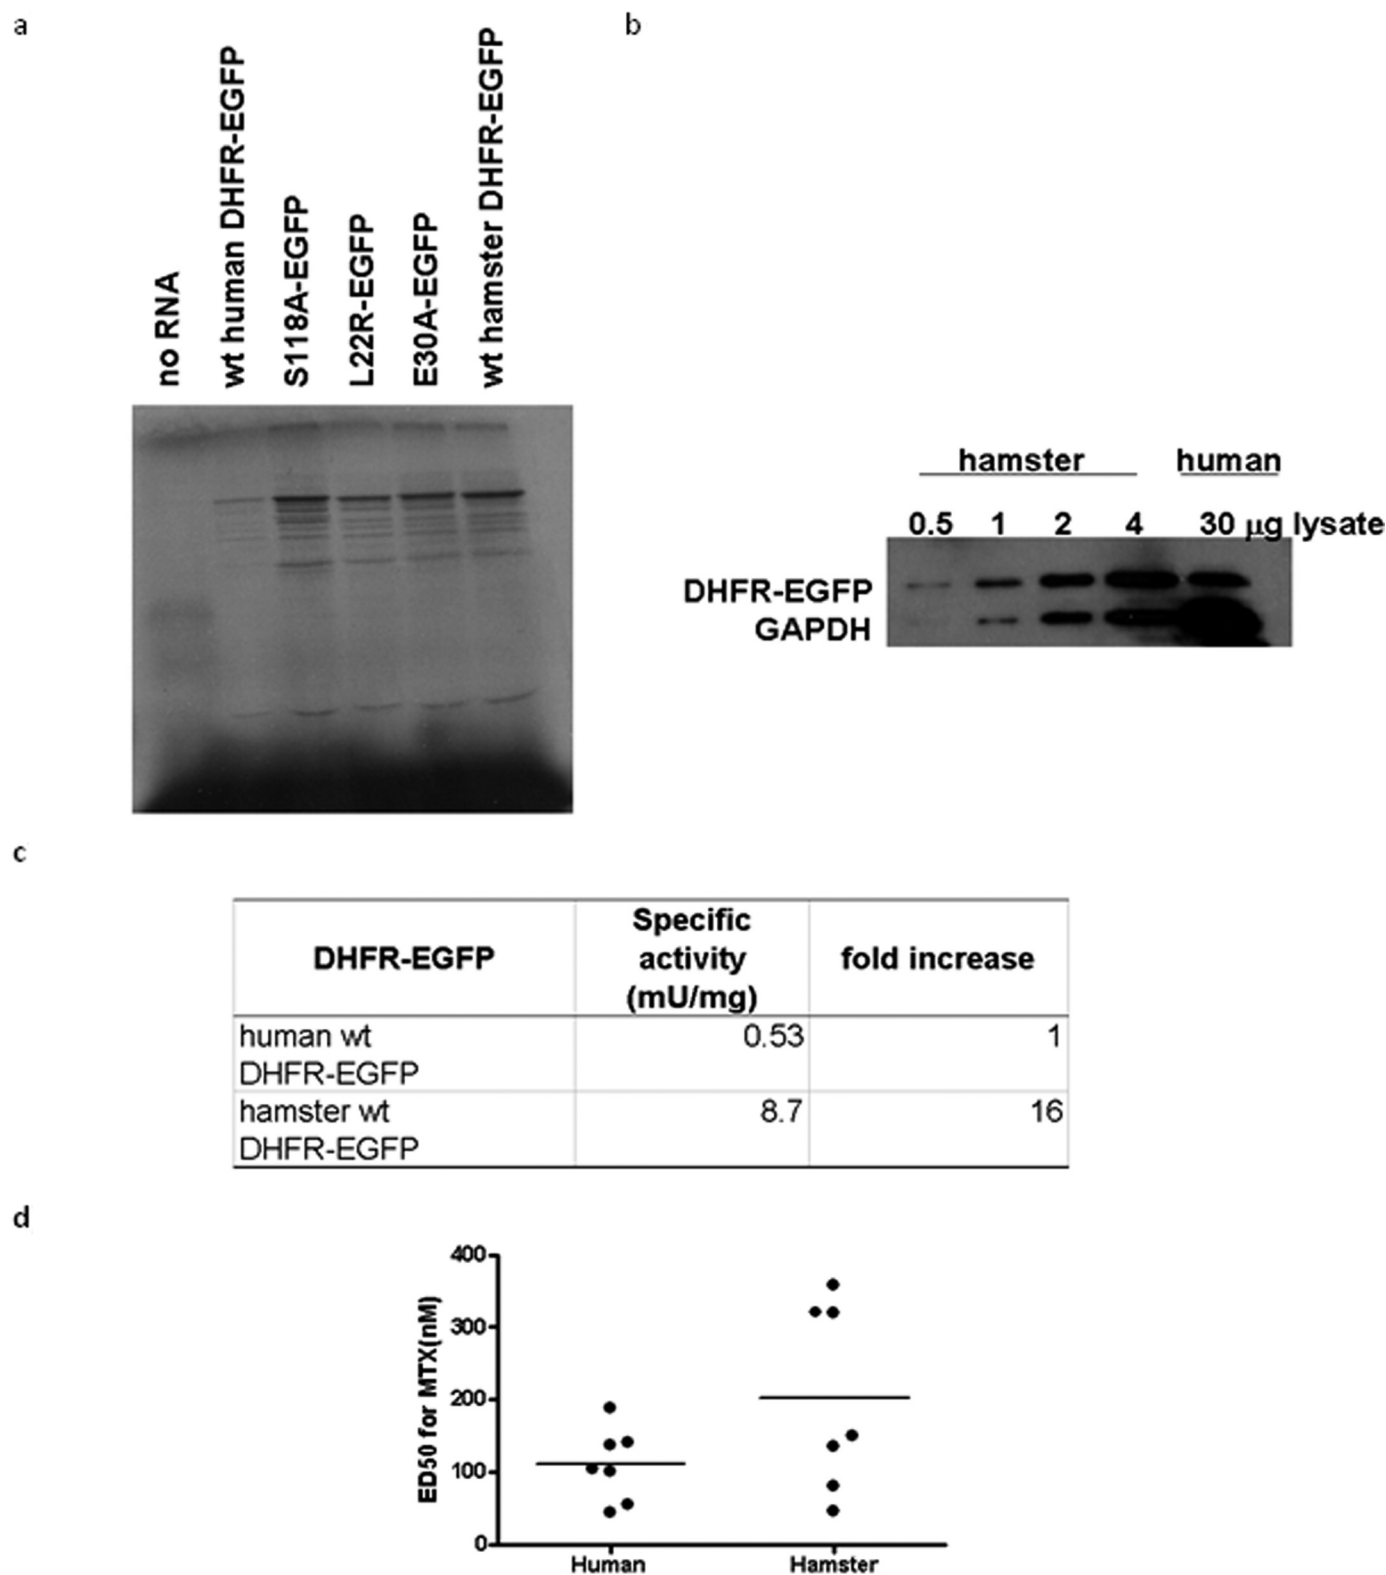 a
no RNA
wt human DHFR-EGFP
S118A-EGFP
L22R-EGFP
E30A-EGFP
wt hamster DHFR-EGFP
b
hamster human
0.5 1 2 4 30 μg lysate
DHFR-EGFP
GAPDH
c
DHFR-EGFP
Specific
activity
(mU/mg)
fold increase
human wt
DHFR-EGFP
0.53
1
hamster wt
DHFR-EGFP
8.7
16
d
ED50 for MTX(nM)
400
300
200
100
0
Human Hamster